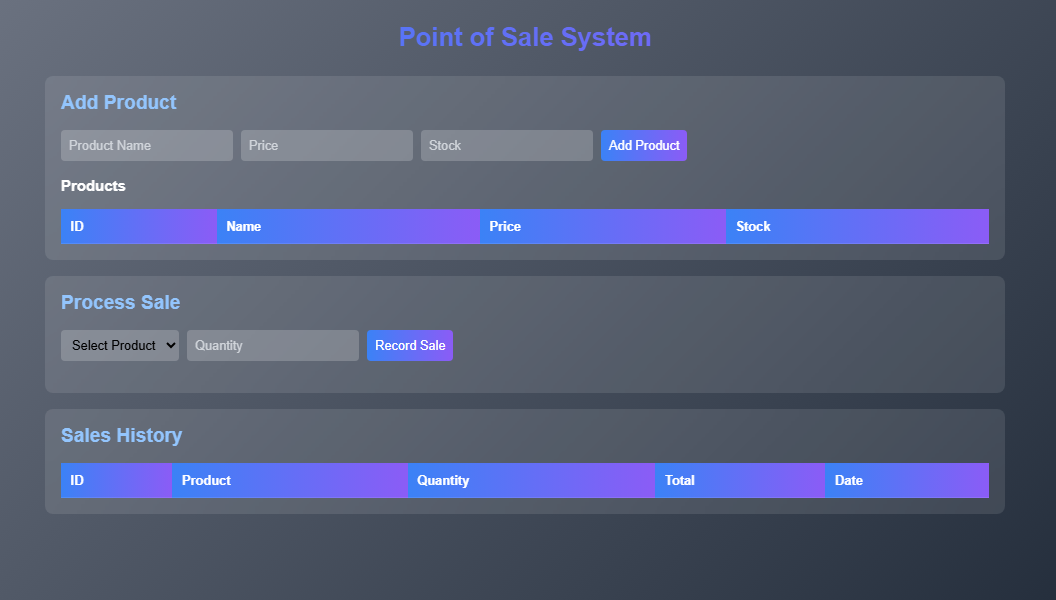 Point of Sale System
Add Product
Product Name Price Stock Add Product
Products
ID Name Price Stock
Process Sale
Select Product Quantity Record Sale
Sales History
ID Product Quantity Total Date